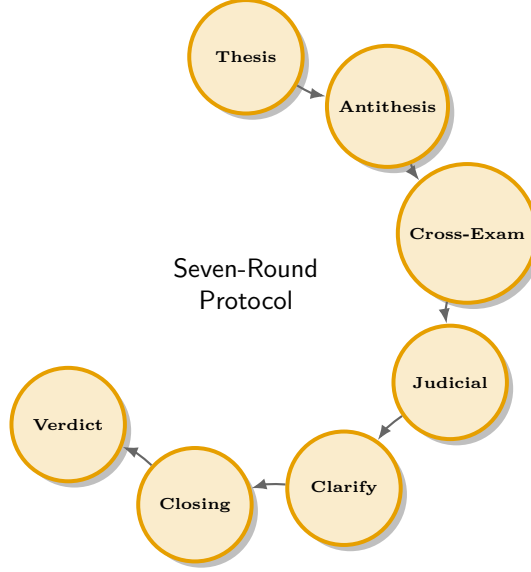 Thesis
Antithesis
Cross-Exam
Seven-Round
Protocol
Judicial
Clarify
Closing
Verdict